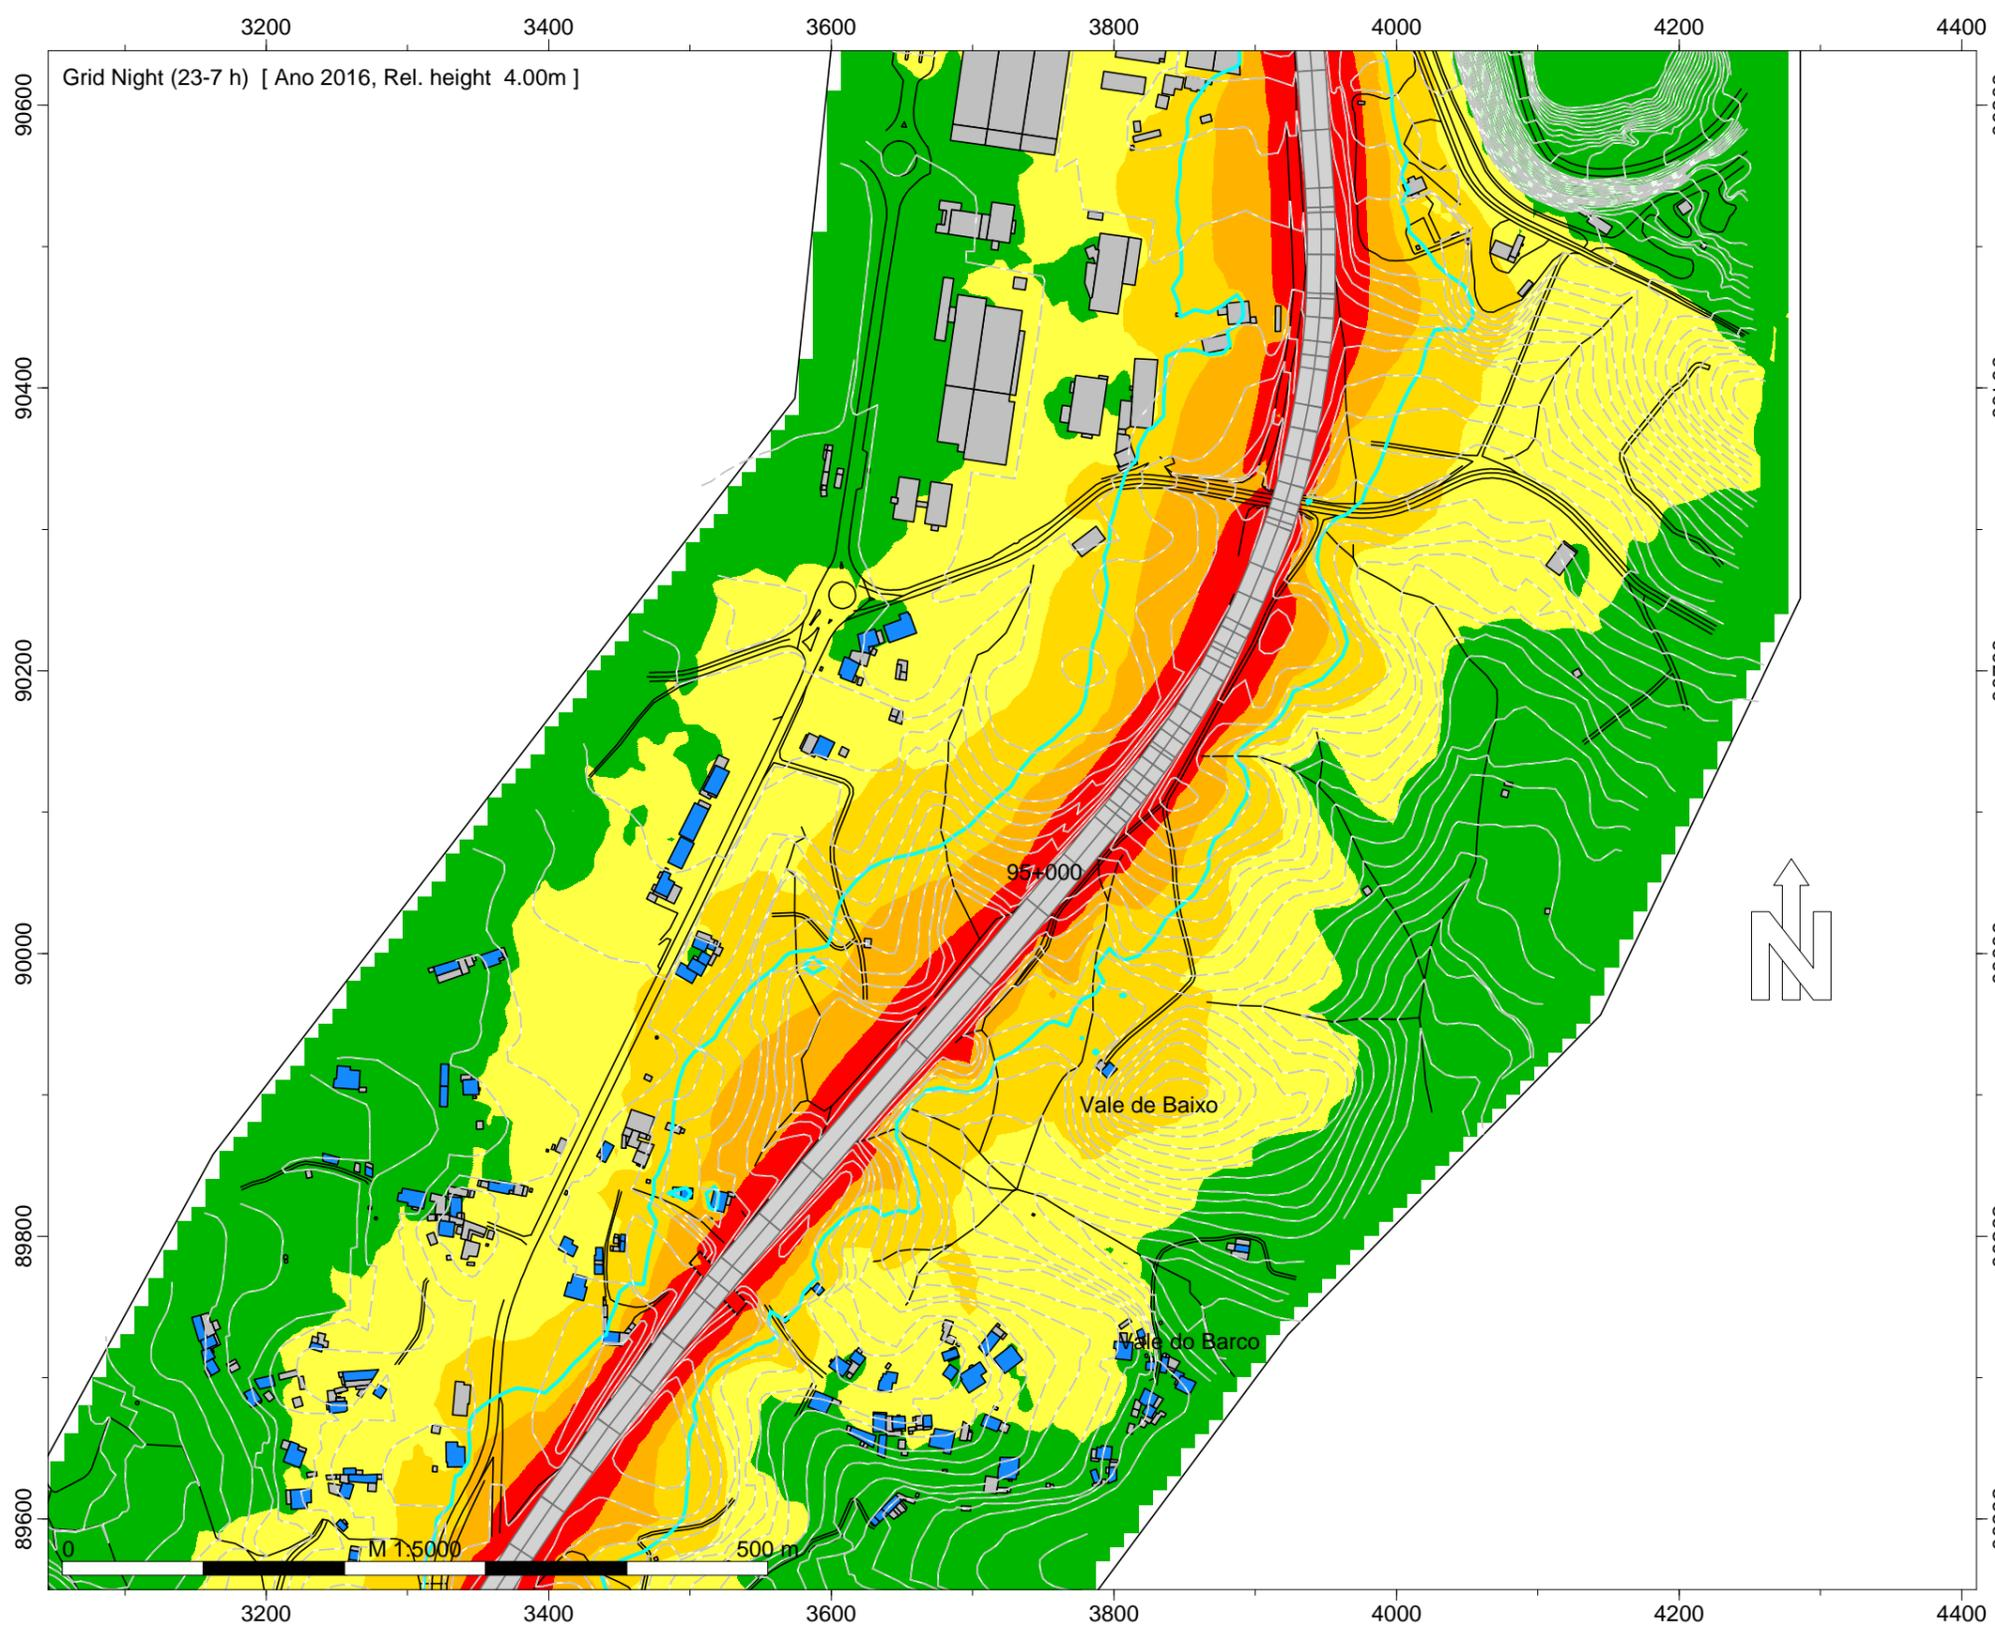 3200 3400 3600 3800 4000 4200 4400
Grid Night (23-7 h) [ Ano 2016, Rel. height 4.00m ]
90600
90400
90200
90000
89800
89600
95+000
Vale de Baixo
Vale do Barco
N
0 M 1:5000 500 m
3200 3400 3600 3800 4000 4200 4400